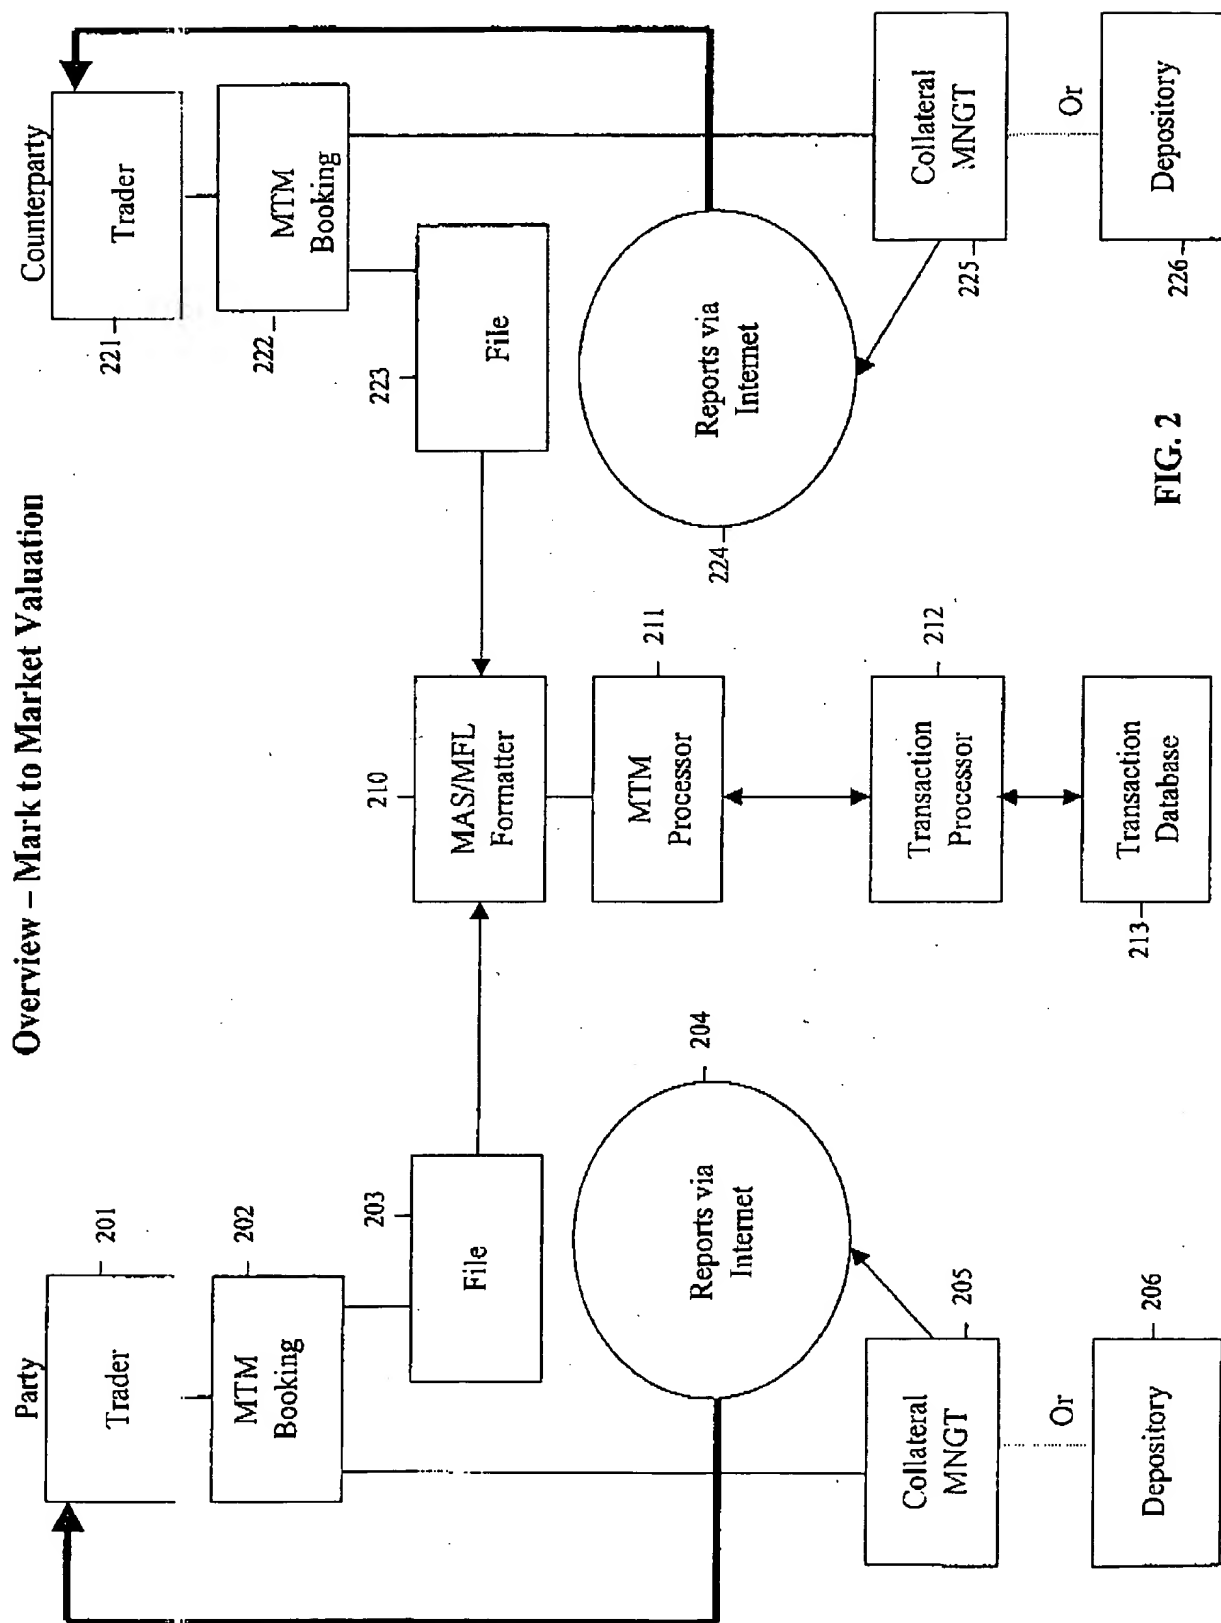 Overview – Mark to Market Valuation
Party
Counterparty
Trader
201
221
Trader
MTM
Booking
202
222
MTM
Booking
File
203
210
MAS/MFL
Formatter
223
File
Reports via
Internet
204
MTM
Processor
211
224
Reports via
Internet
Collateral
MNGT
205
Transaction
Processor
212
225
Collateral
MNGT
Or
Or
Depository
206
213
Transaction
Database
226
Depository
FIG. 2